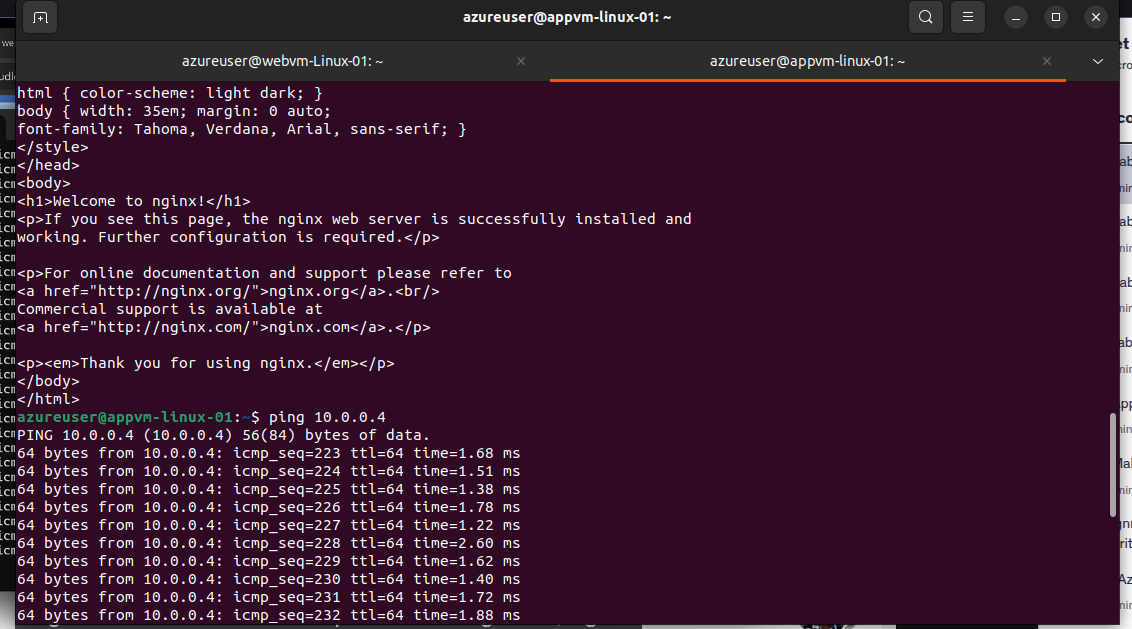 azureuser@appvm-linux-01: ~
azureuser@webvm-Linux-01: ~
azureuser@appvm-linux-01: ~
html { color-scheme: light dark; }
body { width: 35em; margin: 0 auto;
font-family: Tahoma, Verdana, Arial, sans-serif; }
</style>
</head>
<body>
<h1>Welcome to nginx!</h1>
<p>If you see this page, the nginx web server is successfully installed and
working. Further configuration is required.</p>
<p>For online documentation and support please refer to
<a href="http://nginx.org/">nginx.org</a>.<br/>
Commercial support is available at
<a href="http://nginx.com/">nginx.com</a>.</p>
<p><em>Thank you for using nginx.</em></p>
</body>
</html>
azureuser@appvm-linux-01:~$ ping 10.0.0.4
PING 10.0.0.4 (10.0.0.4) 56(84) bytes of data.
64 bytes from 10.0.0.4: icmp_seq=223 ttl=64 time=1.68 ms
64 bytes from 10.0.0.4: icmp_seq=224 ttl=64 time=1.51 ms
64 bytes from 10.0.0.4: icmp_seq=225 ttl=64 time=1.38 ms
64 bytes from 10.0.0.4: icmp_seq=226 ttl=64 time=1.78 ms
64 bytes from 10.0.0.4: icmp_seq=227 ttl=64 time=1.22 ms
64 bytes from 10.0.0.4: icmp_seq=228 ttl=64 time=2.60 ms
64 bytes from 10.0.0.4: icmp_seq=229 ttl=64 time=1.62 ms
64 bytes from 10.0.0.4: icmp_seq=230 ttl=64 time=1.40 ms
64 bytes from 10.0.0.4: icmp_seq=231 ttl=64 time=1.72 ms
64 bytes from 10.0.0.4: icmp_seq=232 ttl=64 time=1.88 ms